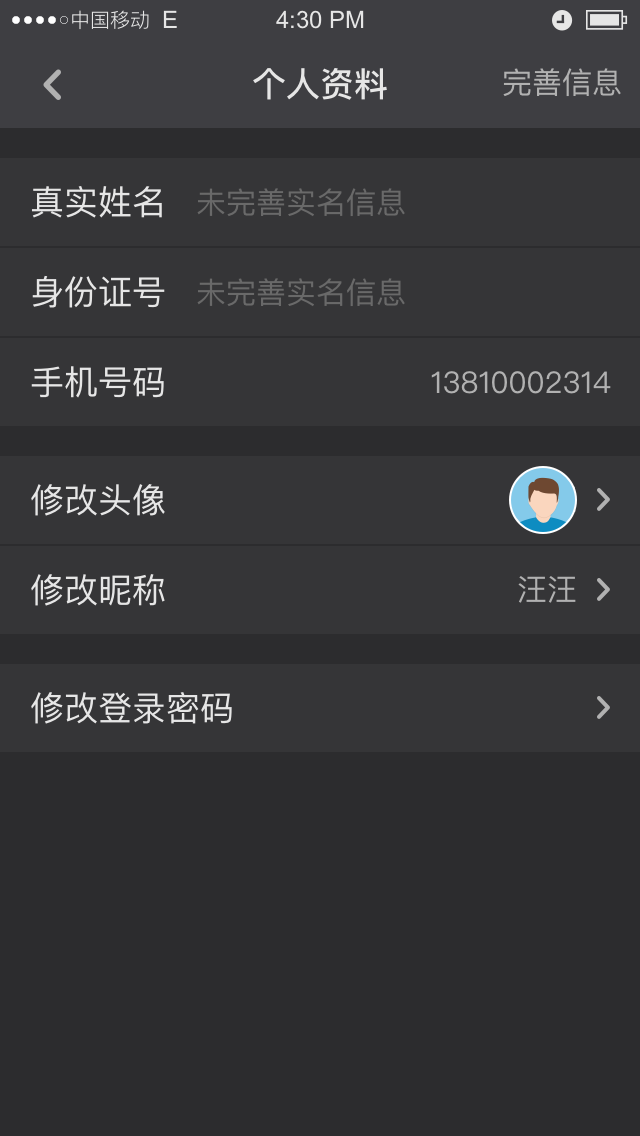 中国移动 E 4:30 PM
个人资料 完善信息
真实姓名 未完善实名信息
身份证号 未完善实名信息
手机号码 13810002314
修改头像
修改昵称 汪汪
修改登录密码